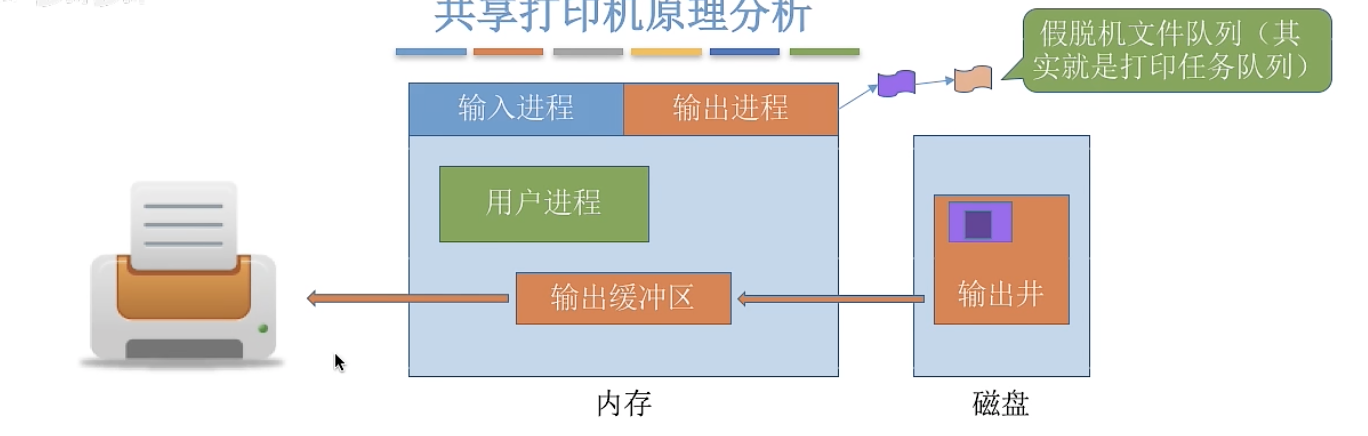 共享打印机原理分析
假脱机文件队列（其
实就是打印任务队列）
输入进程
输出进程
用户进程
输出缓冲区
输出井
内存
磁盘